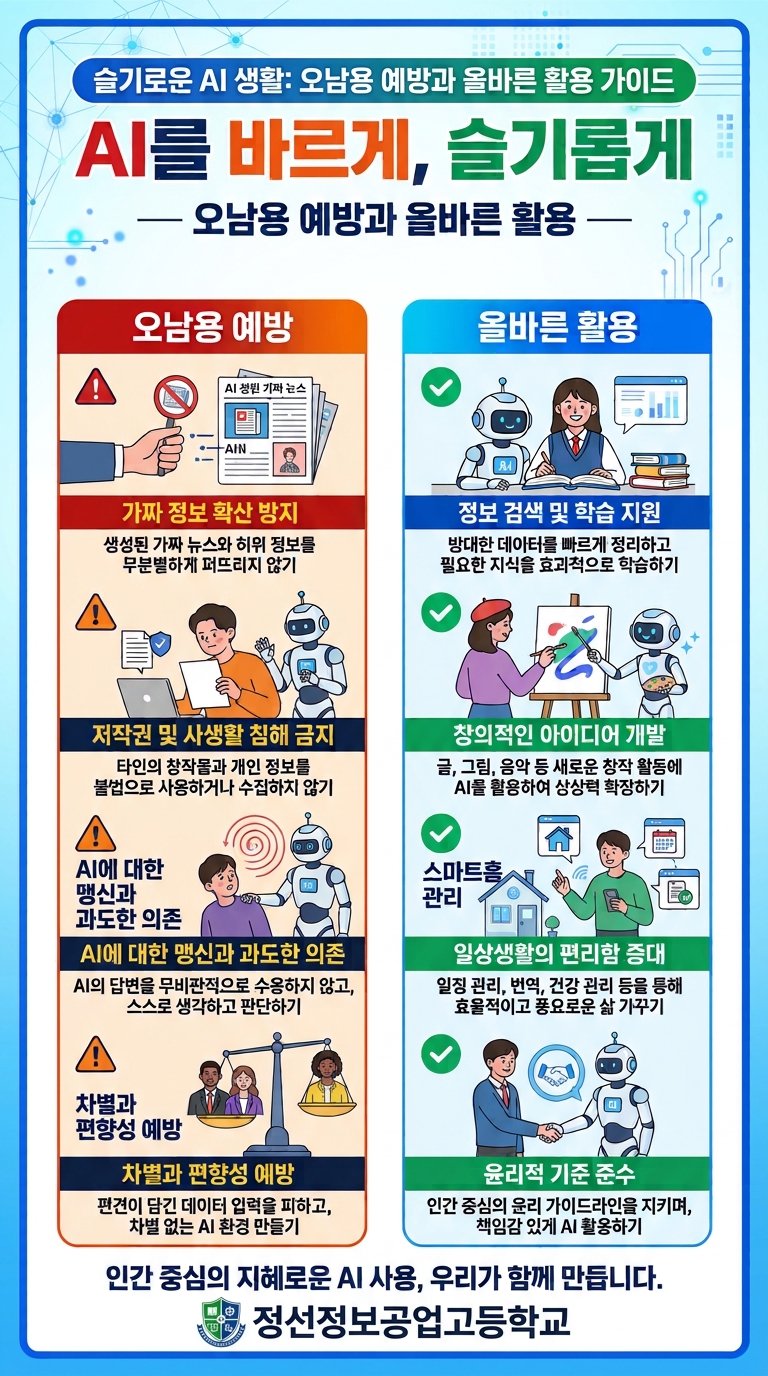 슬기로운 AI 생활: 오남용 예방과 올바른 활용 가이드
AI를 바르게, 슬기롭게
— 오남용 예방과 올바른 활용 —
오남용 예방
AI 가짜 뉴스
가짜 정보 확산 방지
생성된 가짜 뉴스와 허위 정보를
무분별하게 퍼뜨리지 않기
저작권 및 사생활 침해 금지
타인의 창작물과 개인 정보를
불법으로 사용하거나 수집하지 않기
AI에 대한
맹신과
과도한 의존
AI에 대한 맹신과 과도한 의존
AI의 답변을 무비판적으로 수용하지 않고,
스스로 생각하고 판단하기
차별과
편향성 예방
차별과 편향성 예방
편견이 담긴 데이터 입력을 피하고,
차별 없는 AI 환경 만들기
올바른 활용
정보 검색 및 학습 지원
방대한 데이터를 빠르게 정리하고
필요한 지식을 효과적으로 학습하기
창의적인 아이디어 개발
글, 그림, 음악 등 새로운 창작 활동에
AI를 활용하여 상상력 확장하기
스마트홈
관리
일상생활의 편리함 증대
일정 관리, 번역, 건강 관리 등을 통해
효율적이고 풍요로운 삶 가꾸기
윤리적 기준 준수
인간 중심의 윤리 가이드라인을 지키며,
책임감 있게 AI 활용하기
인간 중심의 지혜로운 AI 사용, 우리가 함께 만듭니다.
정선정보공업고등학교